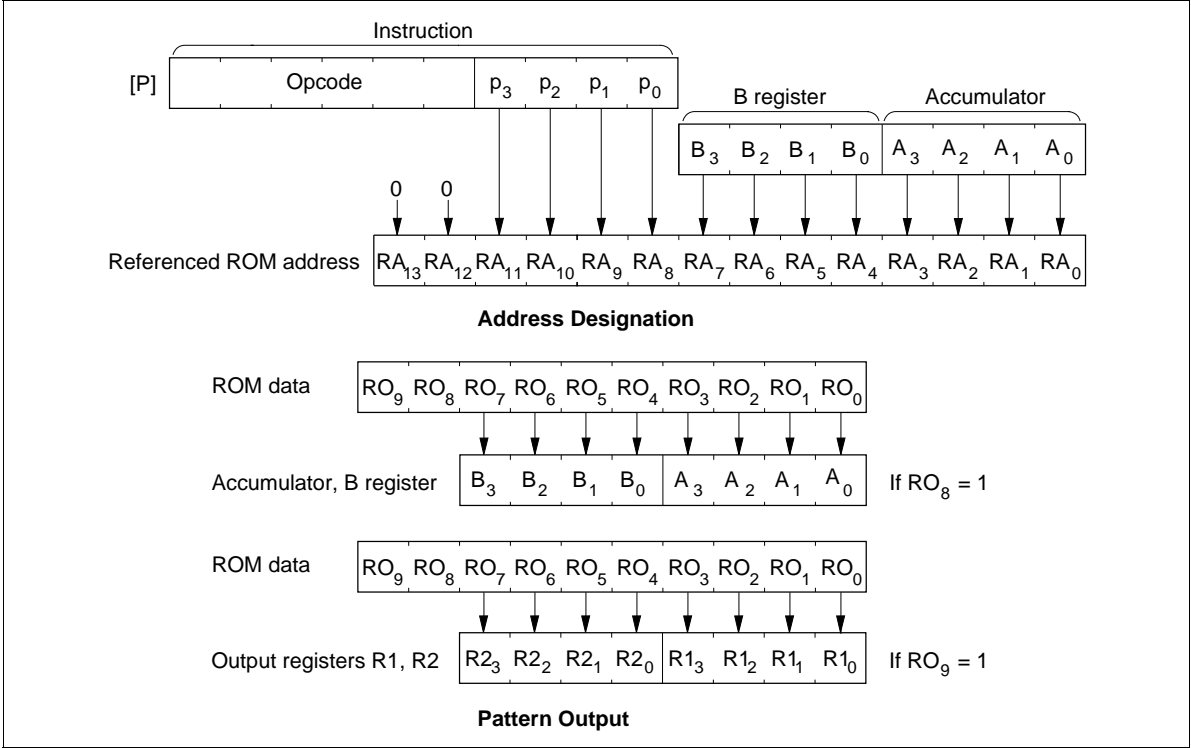 Instruction
[P] Opcode p3 p2 p1 p0
B register Accumulator
B3 B2 B1 B0 A3 A2 A1 A0
0 0
Referenced ROM address RA13 RA12 RA11 RA10 RA9 RA8 RA7 RA6 RA5 RA4 RA3 RA2 RA1 RA0
Address Designation
ROM data RO9 RO8 RO7 RO6 RO5 RO4 RO3 RO2 RO1 RO0
Accumulator, B register B3 B2 B1 B0 A3 A2 A1 A0 If RO8 = 1
ROM data RO9 RO8 RO7 RO6 RO5 RO4 RO3 RO2 RO1 RO0
Output registers R1, R2 R23 R22 R21 R20 R13 R12 R11 R10 If RO9 = 1
Pattern Output